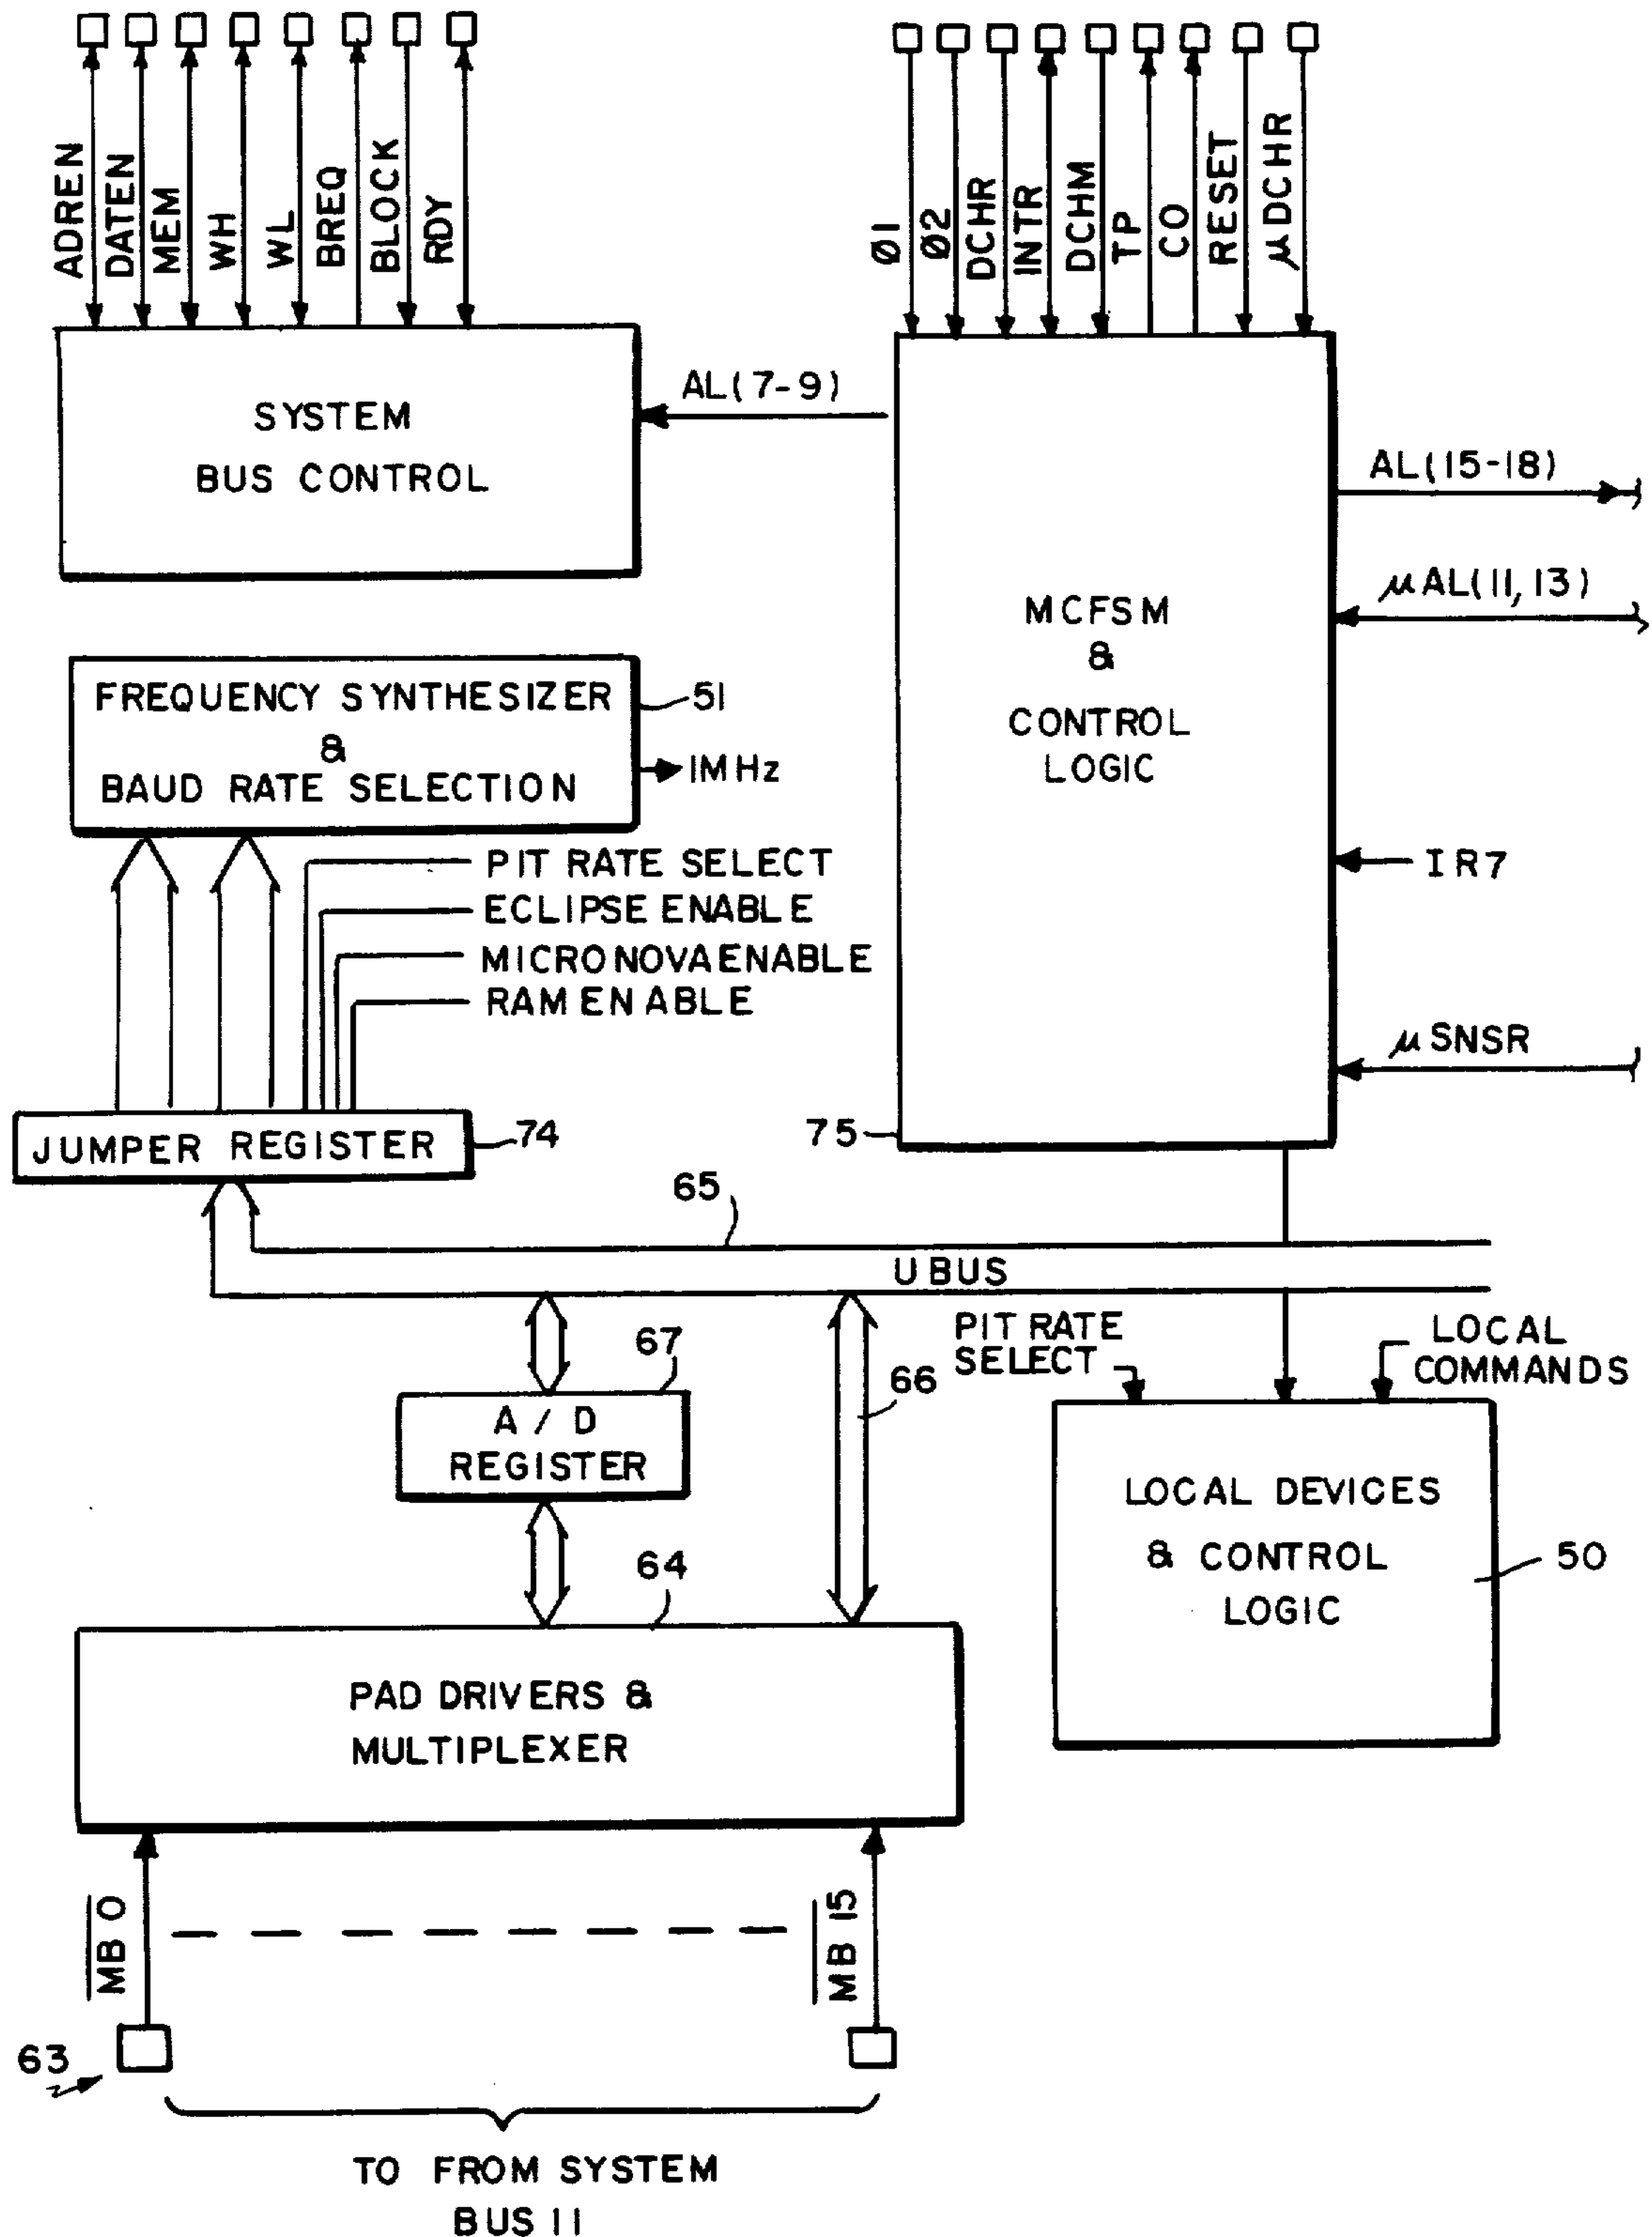 ADREN
DATEN
MEM
WH
WL
BREQ
BLOCK
RDY
Ø1
Ø2
DCHR
INTR
DCHM
TP
CO
RESET
μDCHR
SYSTEM
BUS CONTROL
AL(7-9)
MCFSM
&
CONTROL
LOGIC
AL(15-18)
μAL(11,13)
IR7
μSNSR
75
FREQUENCY SYNTHESIZER
&
BAUD RATE SELECTION
51
1MHz
PIT RATE SELECT
ECLIPSE ENABLE
MICRONOVA ENABLE
RAM ENABLE
JUMPER REGISTER
74
65
U BUS
67
A / D
REGISTER
66
PIT RATE
SELECT
LOCAL
COMMANDS
LOCAL DEVICES
& CONTROL
LOGIC
50
64
PAD DRIVERS &
MULTIPLEXER
MB 0
MB 15
63
TO FROM SYSTEM
BUS 11